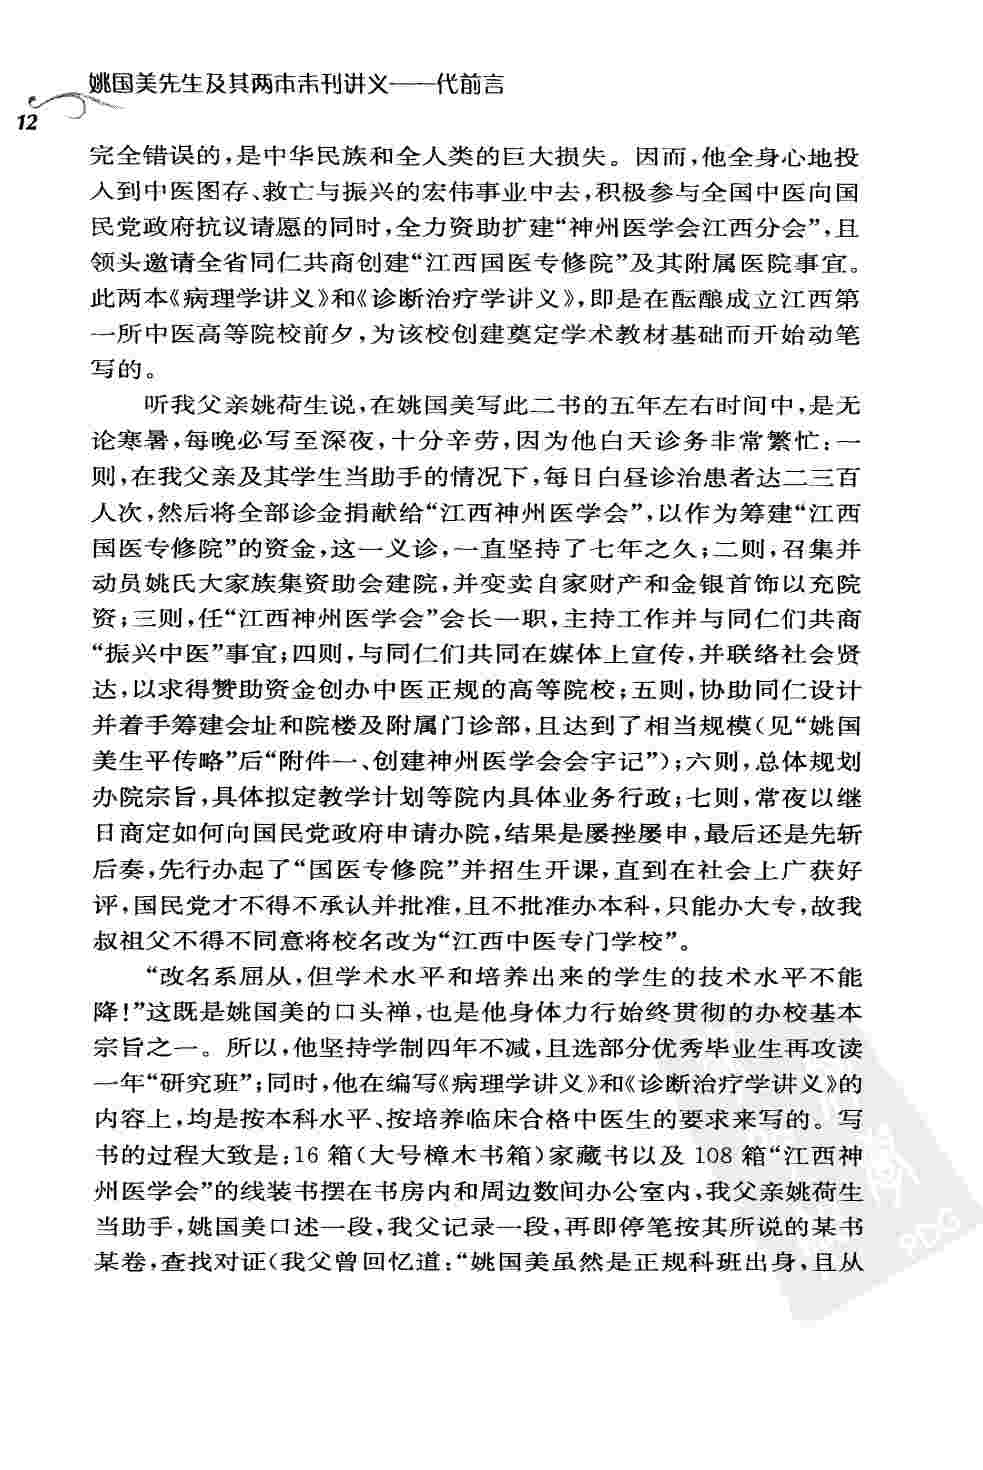 姚国美先生及其两本未刊讲义——代前言
12
完全错误的,是中华民族和全人类的巨大损失。因而,他全身心地投
入到中医图存、救亡与振兴的宏伟事业中去,积极参与全国中医向国
民党政府抗议请愿的同时,全力资助扩建“神州医学会江西分会”,且
领头邀请全省同仁共商创建“江西国医专修院”及其附属医院事宜。
此两本《病理学讲义》和《诊断治疗学讲义》,即是在酝酿成立江西第
一所中医高等院校前夕,为该校创建奠定学术教材基础而开始动笔
写的。
听我父亲姚荷生说,在姚国美写此二书的五年左右时间中,是无
论寒暑,每晚必写至深夜,十分辛劳,因为他白天诊务非常繁忙:一
则,在我父亲及其学生当助手的情况下,每日白昼诊治患者达二三百
人次,然后将全部诊金捐献给“江西神州医学会”,以作为筹建“江西
国医专修院”的资金,这一义诊,一直坚持了七年之久;二则,召集并
动员姚氏大家族集资助会建院,并变卖自家财产和金银首饰以充院
资;三则,任“江西神州医学会”会长一职,主持工作并与同仁们共商
“振兴中医”事宜;四则,与同仁们共同在媒体上宣传,并联络社会贤
达,以求得赞助资金创办中医正规的高等院校;五则,协助同仁设计
并着手筹建会址和院楼及附属门诊部,且达到了相当规模(见“姚国
美生平传略”后“附件一、创建神州医学会会宇记”);六则,总体规划
办院宗旨,具体拟定教学计划等院内具体业务行政;七则,常夜以继
日商定如何向国民党政府申请办院,结果是屡挫屡申,最后还是先斩
后奏,先行办起了“国医专修院”并招生开课,直到在社会上广获好
评,国民党才不得不承认并批准,且不批准办本科,只能办大专,故我
叔祖父不得不同意将校名改为“江西中医专门学校”。
“改名系屈从,但学术水平和培养出来的学生的技术水平不能
降!”这既是姚国美的口头禅,也是他身体力行始终贯彻的办校基本
宗旨之一。所以,他坚持学制四年不减,且选部分优秀毕业生再攻读
一年“研究班”;同时,他在编写《病理学讲义》和《诊断治疗学讲义》的
内容上,均是按本科水平、按培养临床合格中医生的要求来写的。写
书的过程大致是:16 箱(大号樟木书箱)家藏书以及 108 箱“江西神
州医学会”的线装书摆在书房内和周边数间办公室内,我父亲姚荷生
当助手,姚国美口述一段,我父记录一段,再即停笔按其所说的某书
某卷,查找对证(我父曾回忆道:“姚国美虽然是正规科班出身,且从
PDG